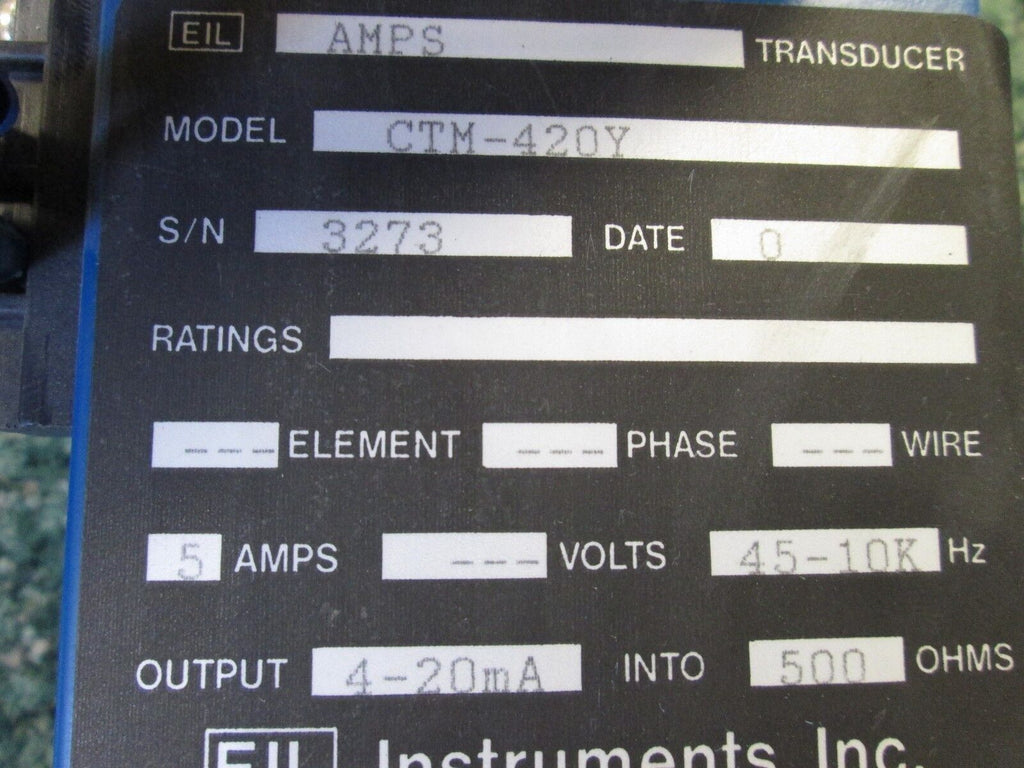 EIL AMPS TRANSDUCER
MODEL CTM-420Y
S/N 3273 DATE 0
RATINGS
--- ELEMENT --- PHASE --- WIRE
5 AMPS --- VOLTS 45-10K Hz
OUTPUT 4-20mA INTO 500 OHMS
EIL Instruments Inc.